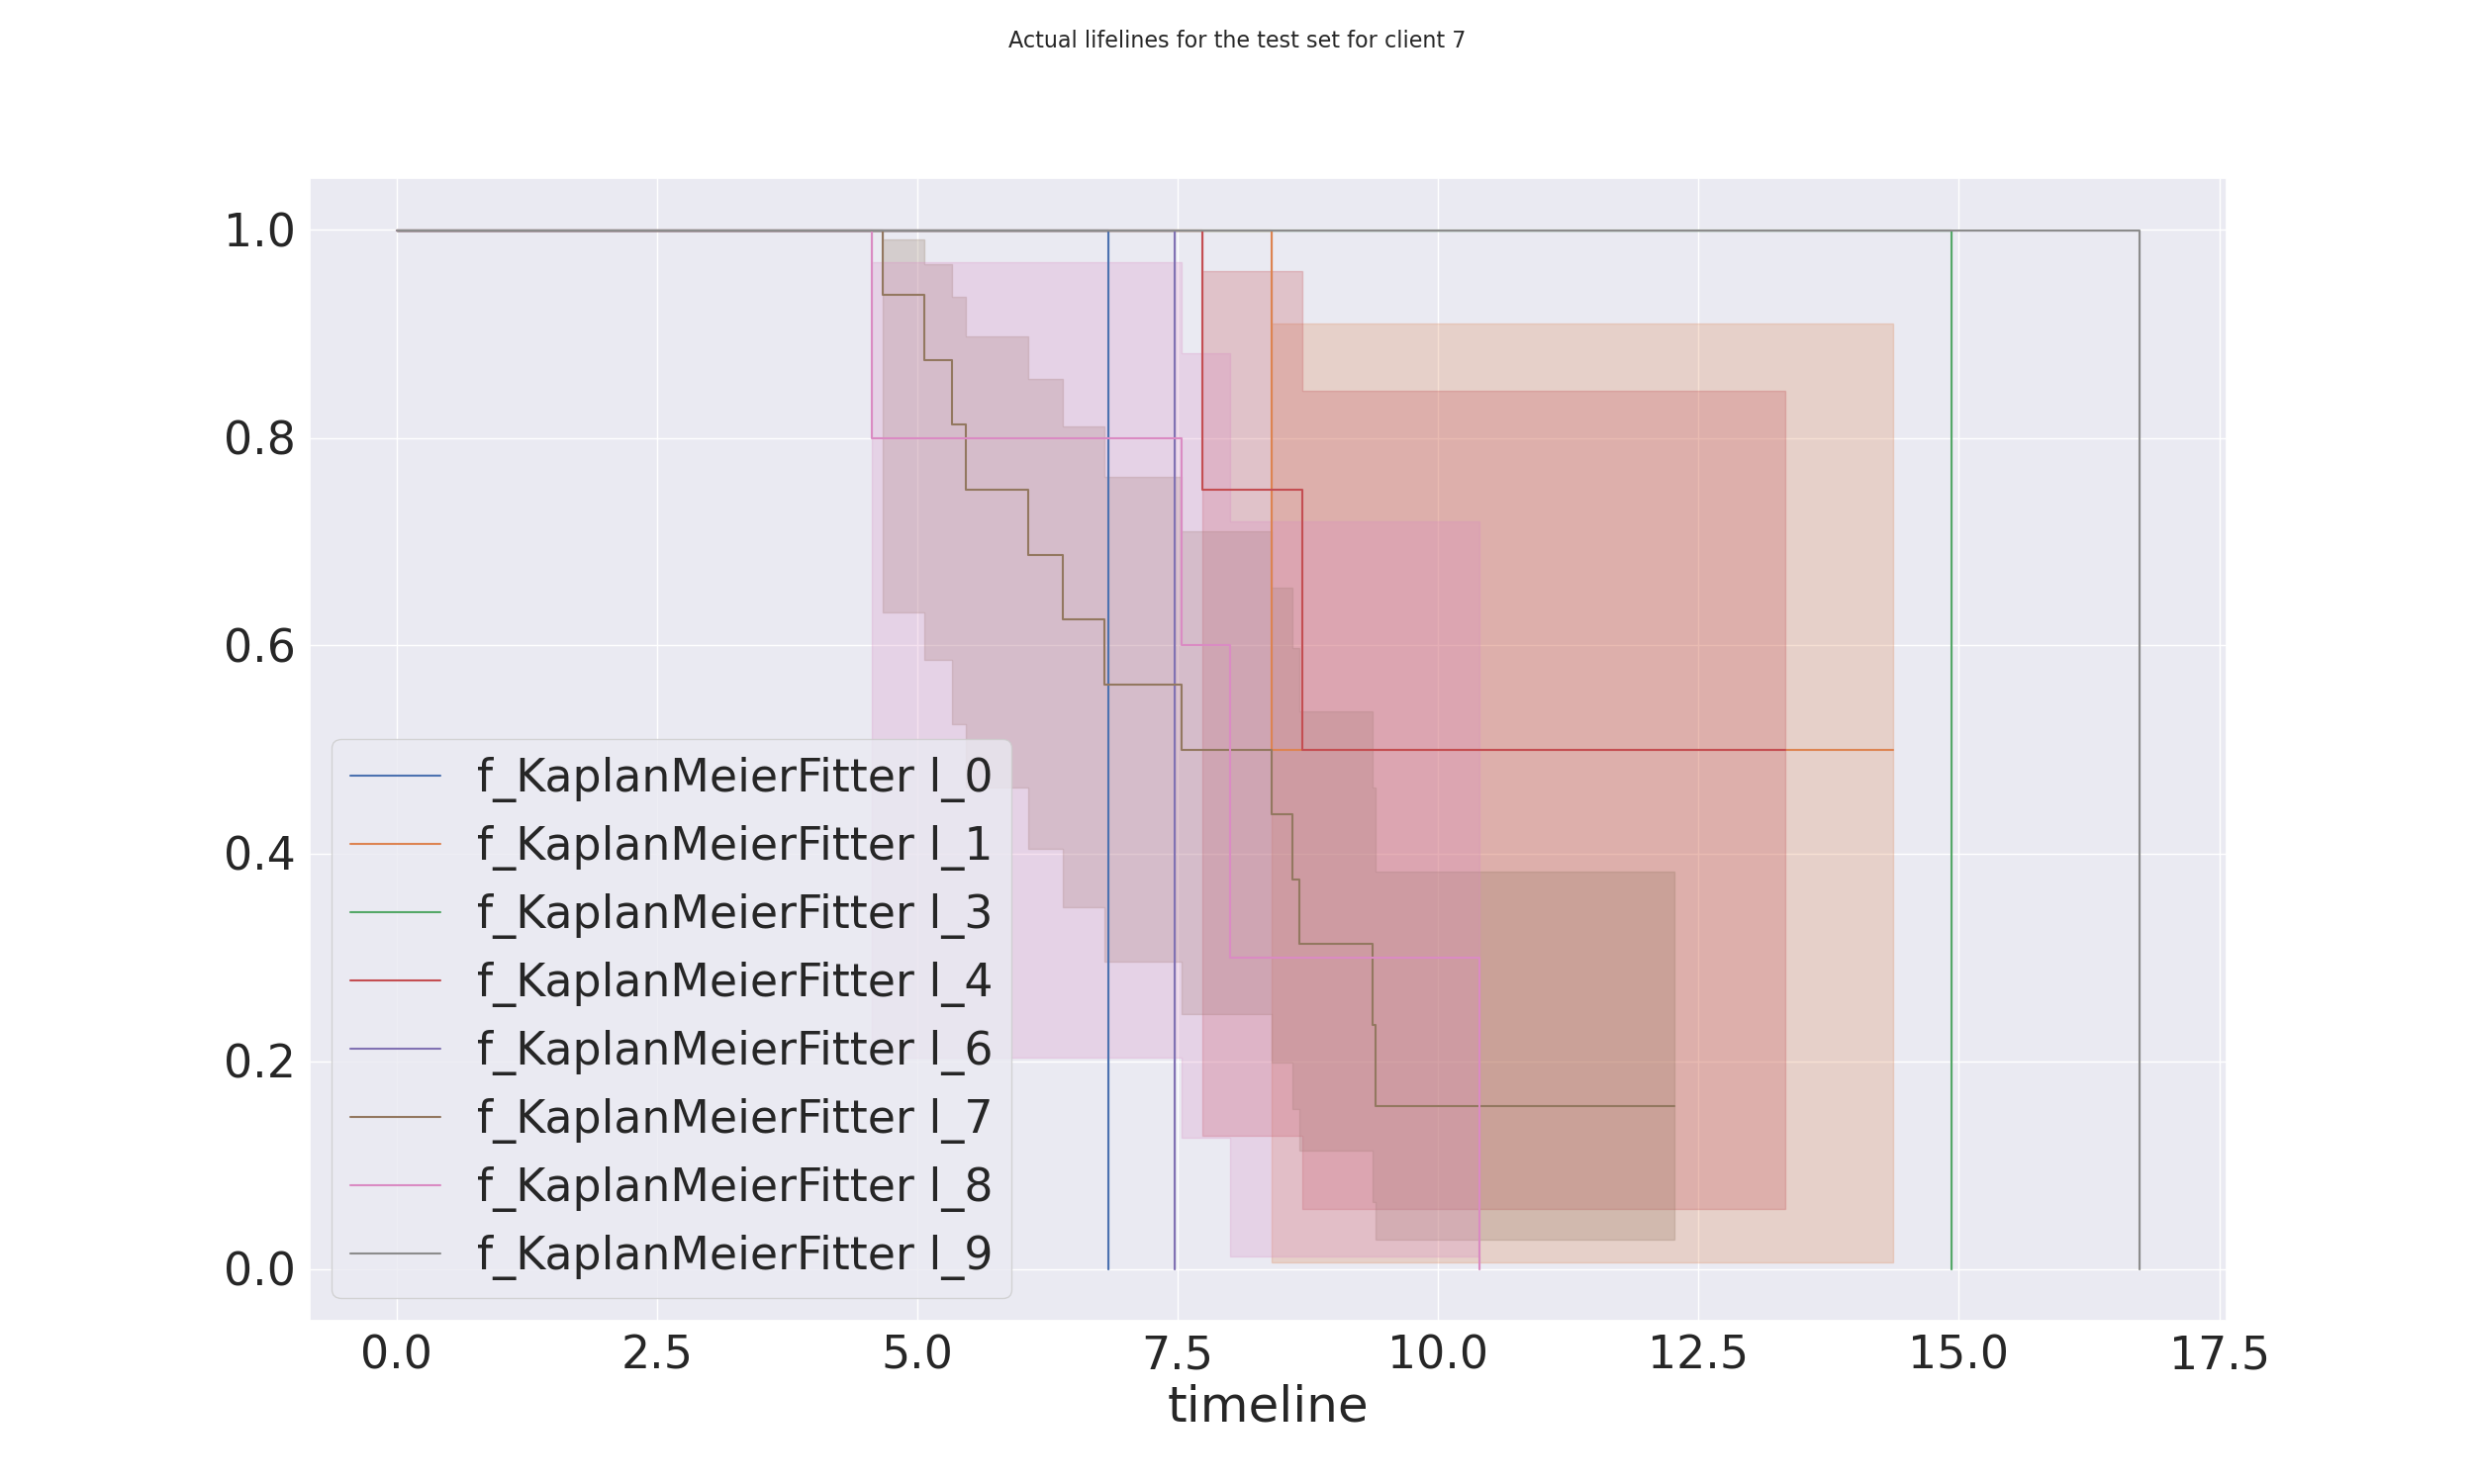 Actual lifelines for the test set for client 7
1.0
0.8
0.6
0.4
0.2
0.0
f_KaplanMeierFitter l_0
f_KaplanMeierFitter l_1
f_KaplanMeierFitter l_3
f_KaplanMeierFitter l_4
f_KaplanMeierFitter l_6
f_KaplanMeierFitter l_7
f_KaplanMeierFitter l_8
f_KaplanMeierFitter l_9
0.0 2.5 5.0 7.5 10.0 12.5 15.0 17.5
timeline